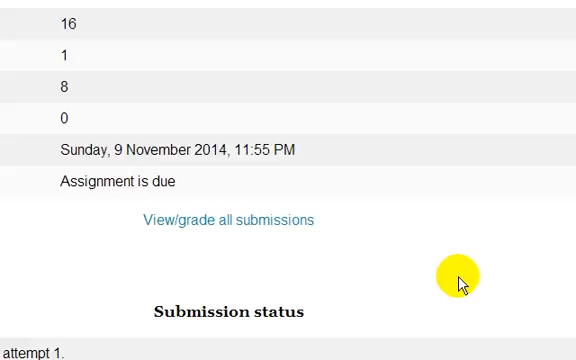 16
1
8
0
Sunday, 9 November 2014, 11:55 PM
Assignment is due
View/grade all submissions
Submission status
attempt 1.